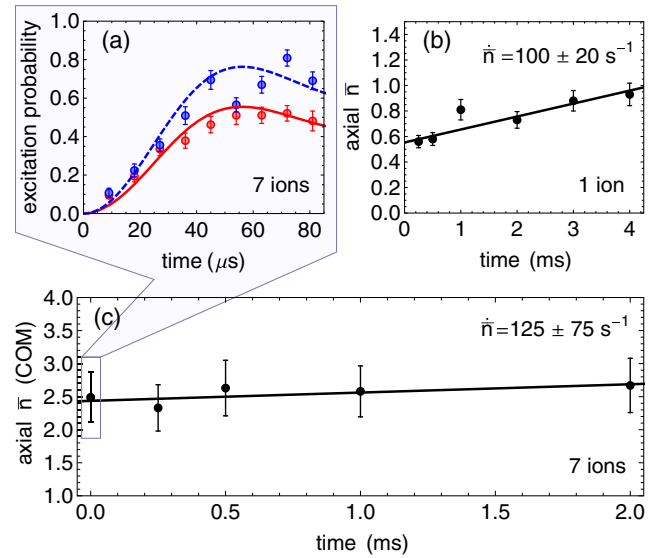 (a)
excitation probability
1.0
0.8
0.6
0.4
0.2
0.0
0 20 40 60 80
7 ions
time (μs)
(b)
n̄̇ = 100 ± 20 s⁻¹
axial n̄
1.4
1.2
1.0
0.8
0.6
0.4
0.2
0.0
0 1 2 3 4
1 ion
time (ms)
(c)
n̄̇ = 125 ± 75 s⁻¹
axial n̄ (COM)
4.0
3.5
3.0
2.5
2.0
1.5
1.0
0.0 0.5 1.0 1.5 2.0
7 ions
time (ms)